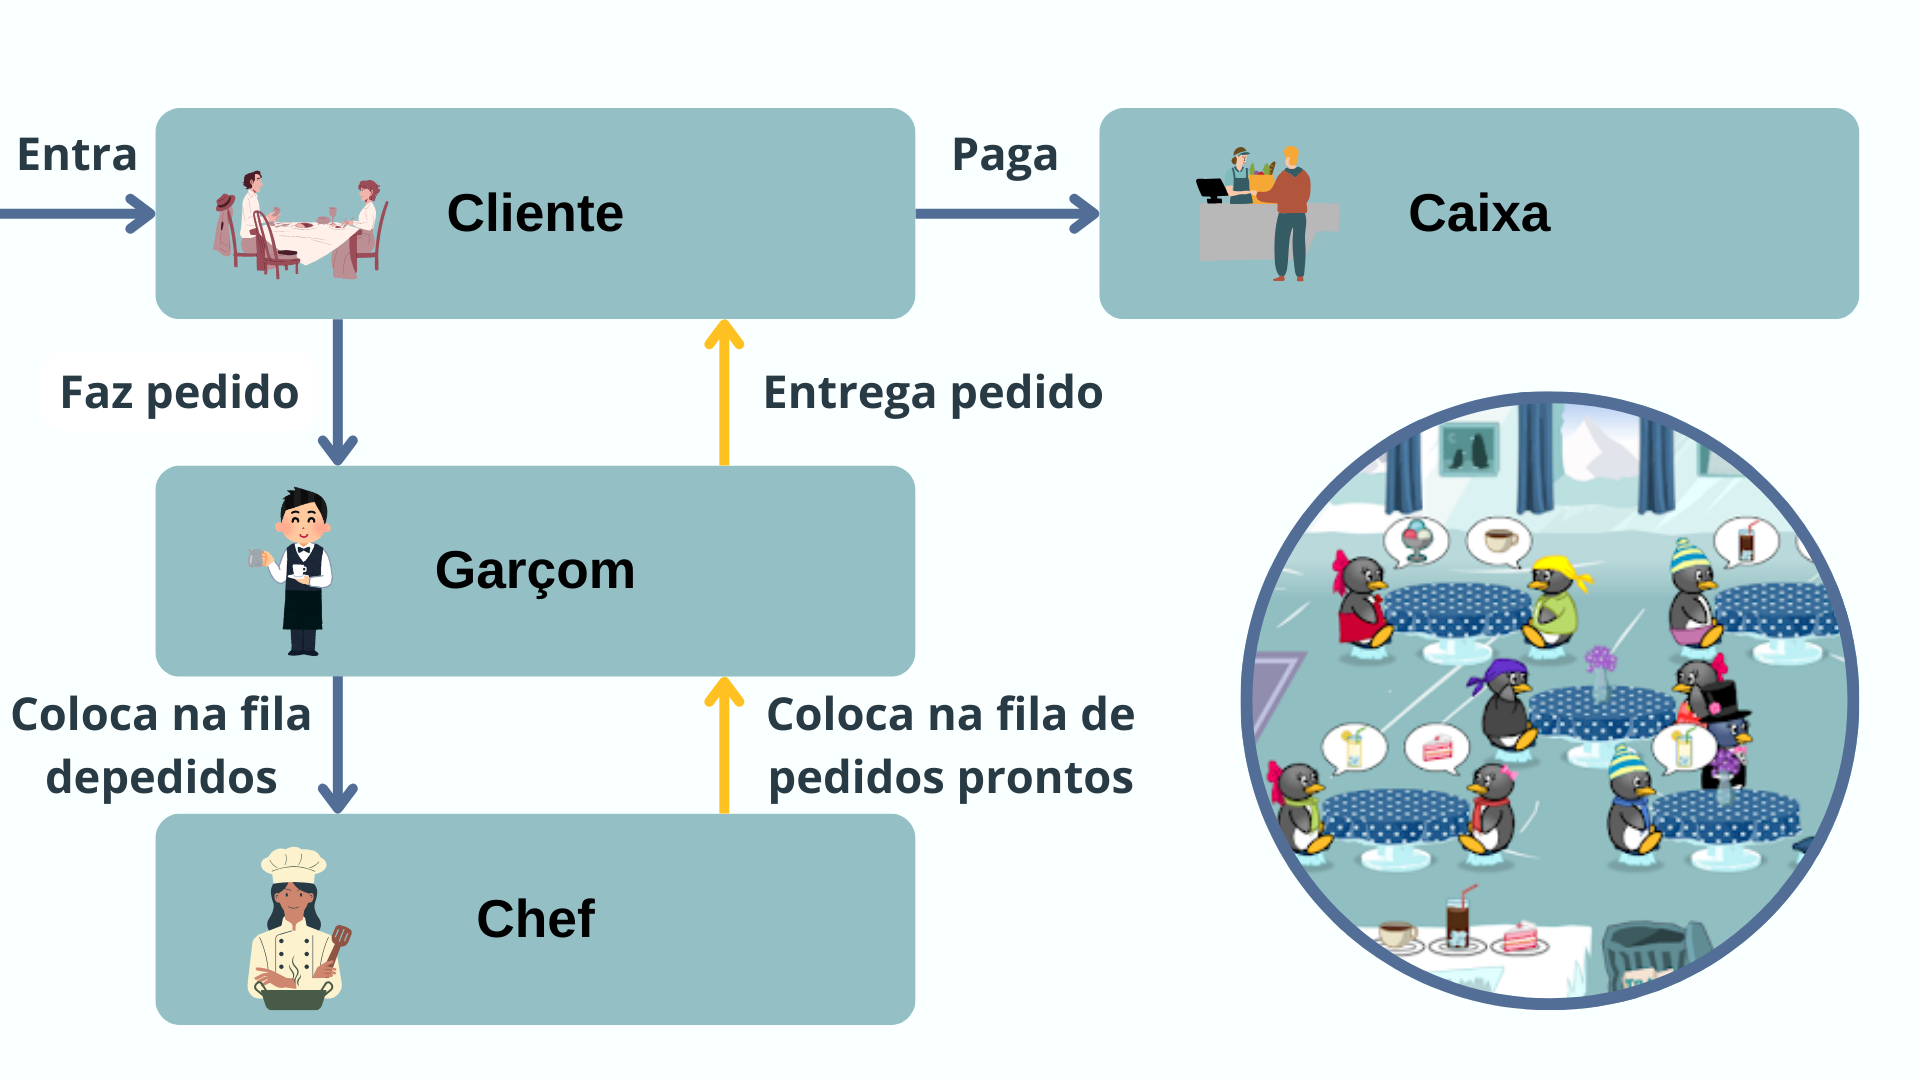 Entra
Cliente
Paga
Caixa
Faz pedido
Entrega pedido
Garçom
Coloca na fila
depedidos
Coloca na fila de
pedidos prontos
Chef